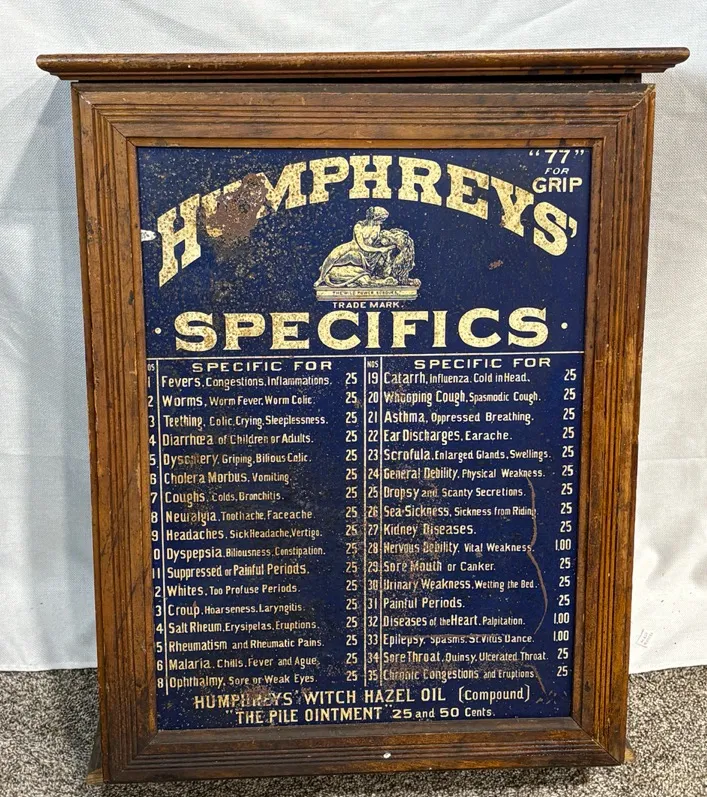 "77"
FOR
GRIP
HUMPHREYS'
TRADE MARK.
SPECIFICS
OS SPECIFIC FOR
1 Fevers, Congestions, Inflammations. 25
2 Worms, Worm Fever, Worm Colic. 25
3 Teething, Colic, Crying, Sleeplessness. 25
4 Diarrhœa of Children or Adults. 25
5 Dysentery, Griping, Bilious Colic. 25
6 Cholera Morbus, Vomiting. 25
7 Coughs, Colds, Bronchitis. 25
8 Neuralgia, Toothache, Faceache. 25
9 Headaches, Sick Headache, Vertigo. 25
0 Dyspepsia, Biliousness, Constipation. 25
11 Suppressed or Painful Periods. 25
2 Whites, Too Profuse Periods. 25
3 Croup, Hoarseness, Laryngitis. 25
4 Salt Rheum, Erysipelas, Eruptions. 25
5 Rheumatism and Rheumatic Pains. 25
6 Malaria, Chills, Fever and Ague. 25
8 Ophthalmy, Sore or Weak Eyes. 25
NOS SPECIFIC FOR
19 Catarrh, Influenza, Cold in Head. 25
20 Whooping Cough, Spasmodic Cough. 25
21 Asthma, Oppressed Breathing. 25
22 Ear Discharges, Earache. 25
23 Scrofula, Enlarged Glands, Swellings. 25
24 General Debility, Physical Weakness. 25
25 Dropsy and Scanty Secretions. 25
26 Sea-Sickness, Sickness from Riding 25
27 Kidney Diseases. 25
28 Nervous Debility, Vital Weakness. 1.00
29 Sore Mouth or Canker. 25
30 Urinary Weakness, Wetting the Bed. 25
31 Painful Periods. 25
32 Diseases of the Heart, Palpitation. 1.00
33 Epilepsy, Spasms, St. Vitus Dance. 1.00
34 Sore Throat, Quinsy, Ulcerated Throat. 25
35 Chronic Congestions and Eruptions 25
HUMPHREYS' WITCH HAZEL OIL (Compound)
"THE PILE OINTMENT" 25 and 50 Cents.